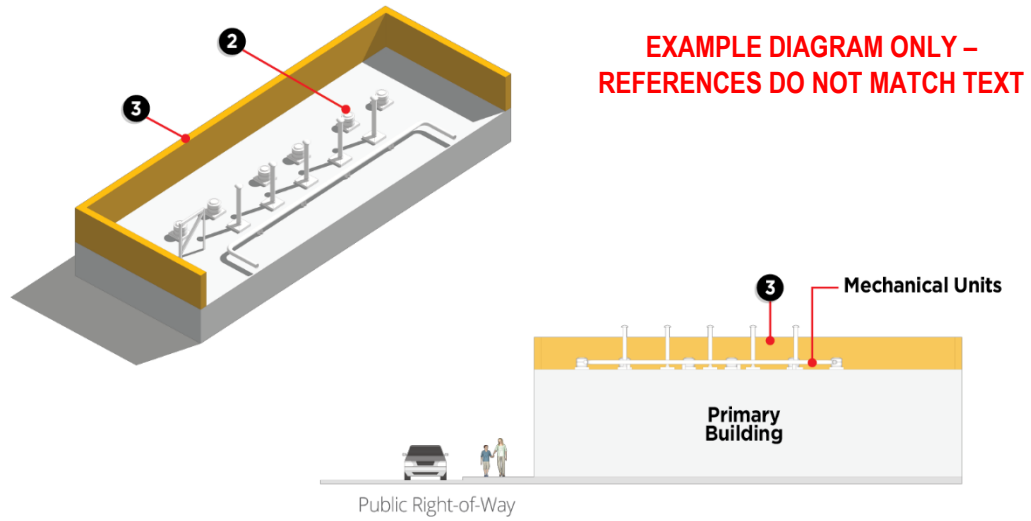 EXAMPLE DIAGRAM ONLY –
REFERENCES DO NOT MATCH TEXT
2
3
3
Mechanical Units
Primary
Building
Public Right-of-Way